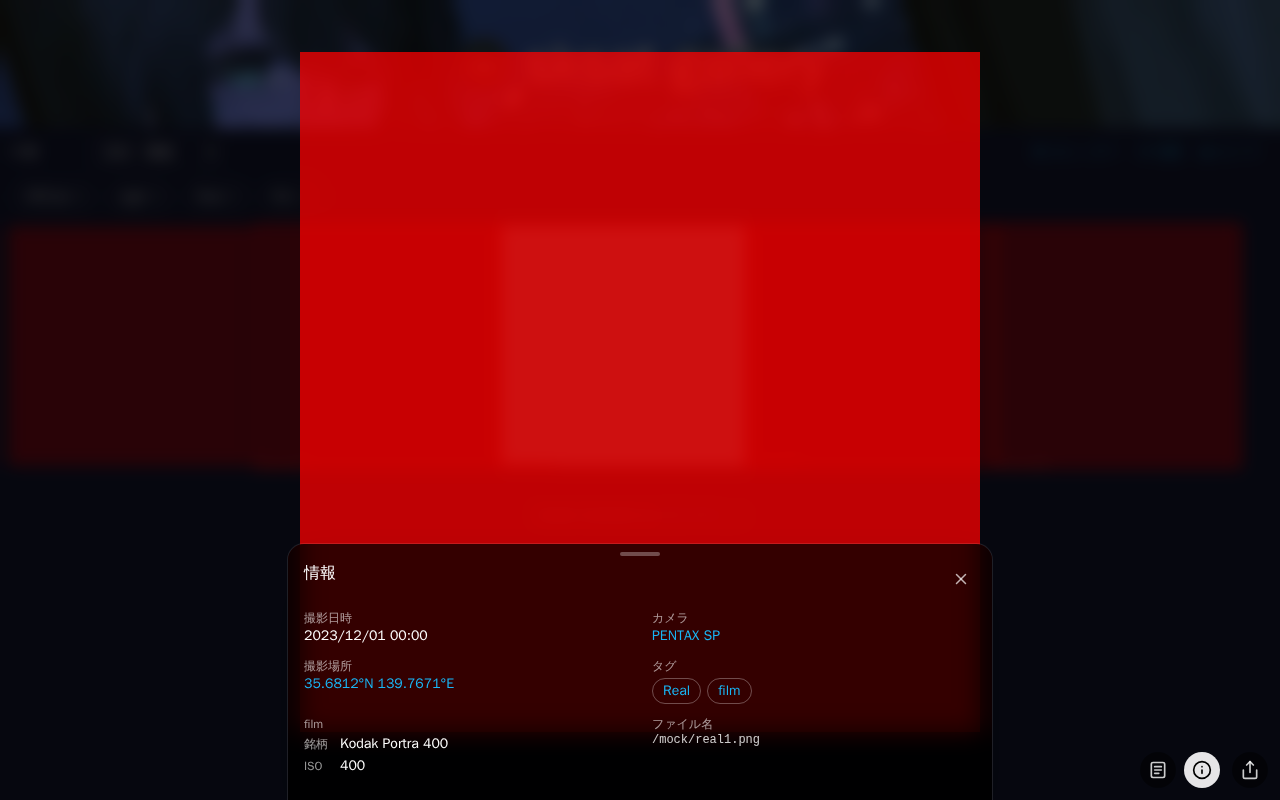 情報
撮影日時
2023/12/01 00:00
カメラ
PENTAX SP
撮影場所
35.6812°N 139.7671°E
タグ
Real film
film
銘柄 Kodak Portra 400
ISO 400
ファイル名
/mock/real1.png